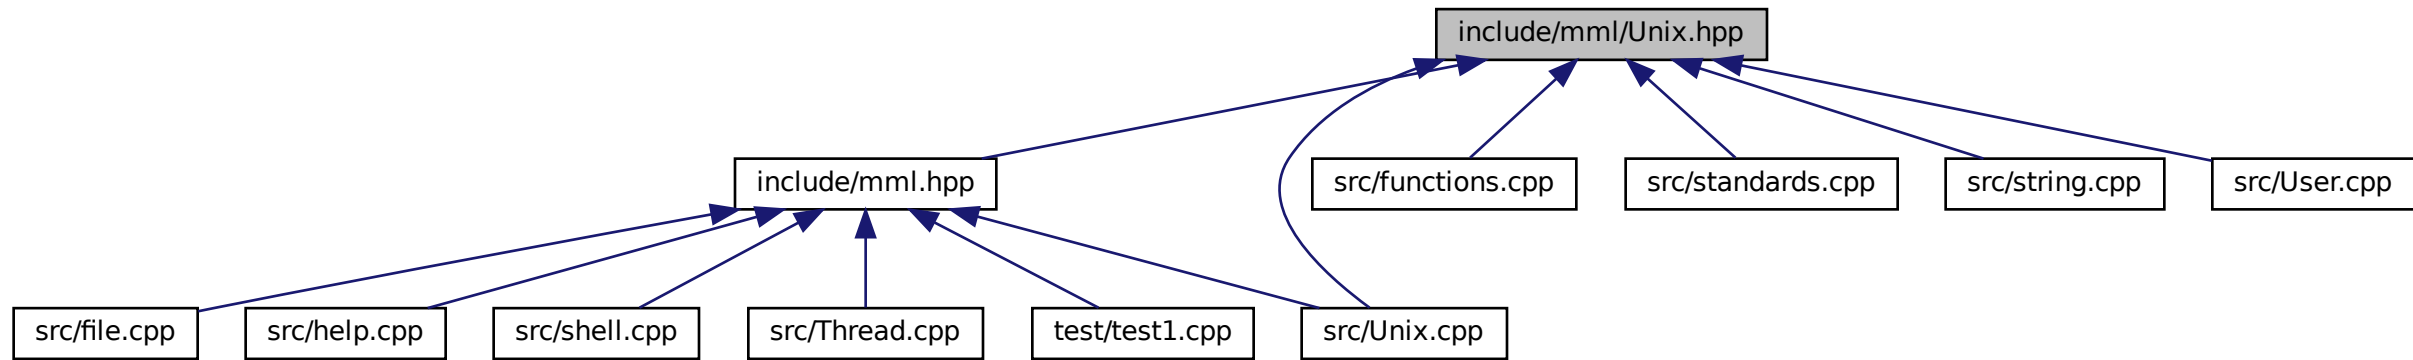 include/mml/Unix.hpp
include/mml.hpp
src/functions.cpp
src/standards.cpp
src/string.cpp
src/User.cpp
src/file.cpp
src/help.cpp
src/shell.cpp
src/Thread.cpp
test/test1.cpp
src/Unix.cpp